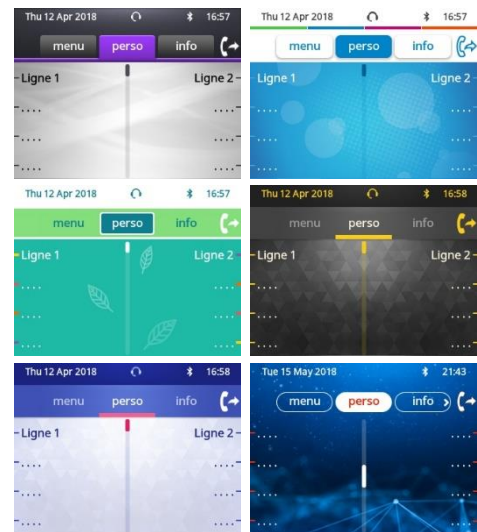 Thu 12 Apr 2018 16:57
menu perso info
Ligne 1 Ligne 2
.... ....
.... ....
.... ....
Thu 12 Apr 2018 16:57
menu perso info
Ligne 1 Ligne 2
.... ....
.... ....
.... ....
Thu 12 Apr 2018 16:57
menu perso info
Ligne 1 Ligne 2
.... ....
.... ....
.... ....
Thu 12 Apr 2018 16:58
menu perso info
Ligne 1 Ligne 2
.... ....
.... ....
.... ....
Thu 12 Apr 2018 16:58
menu perso info
Ligne 1 Ligne 2
.... ....
.... ....
.... ....
Tue 15 May 2018 21:43
menu perso info
.... ....
.... ....
.... ....
.... ....